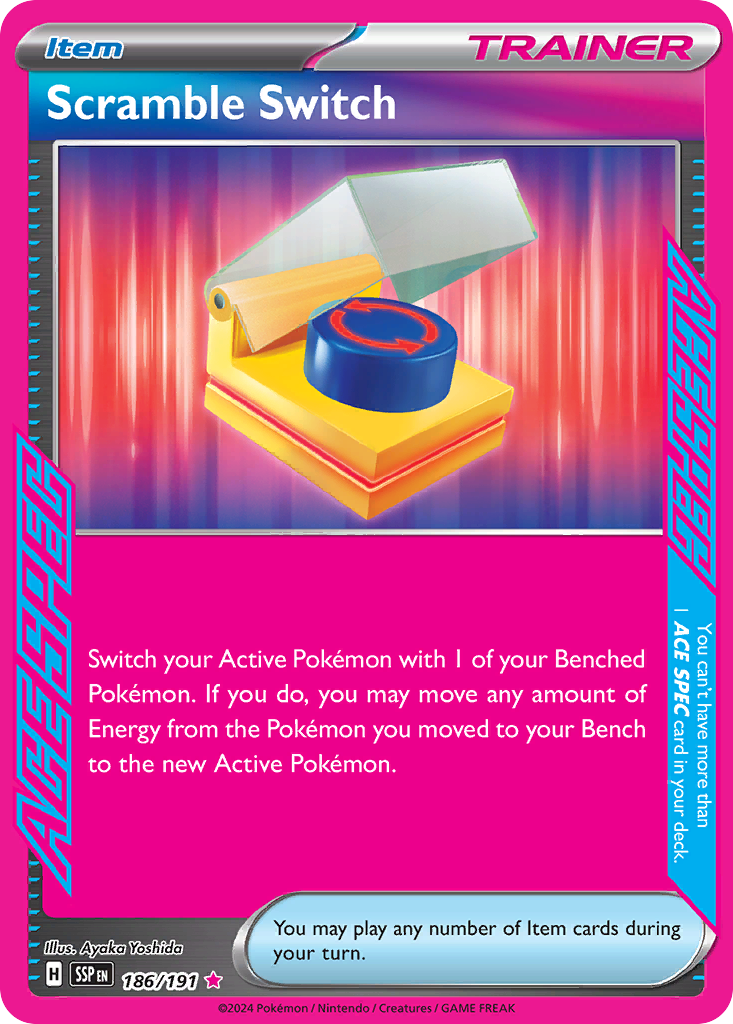 Item
TRAINER
Scramble Switch
ACE SPEC
ACE SPEC
You can't have more than
1 ACE SPEC card in your deck.
Switch your Active Pokémon with 1 of your Benched
Pokémon. If you do, you may move any amount of
Energy from the Pokémon you moved to your Bench
to the new Active Pokémon.
You may play any number of Item cards during
your turn.
Illus. Ayaka Yoshida
H SSP EN 186/191
©2024 Pokémon / Nintendo / Creatures / GAME FREAK